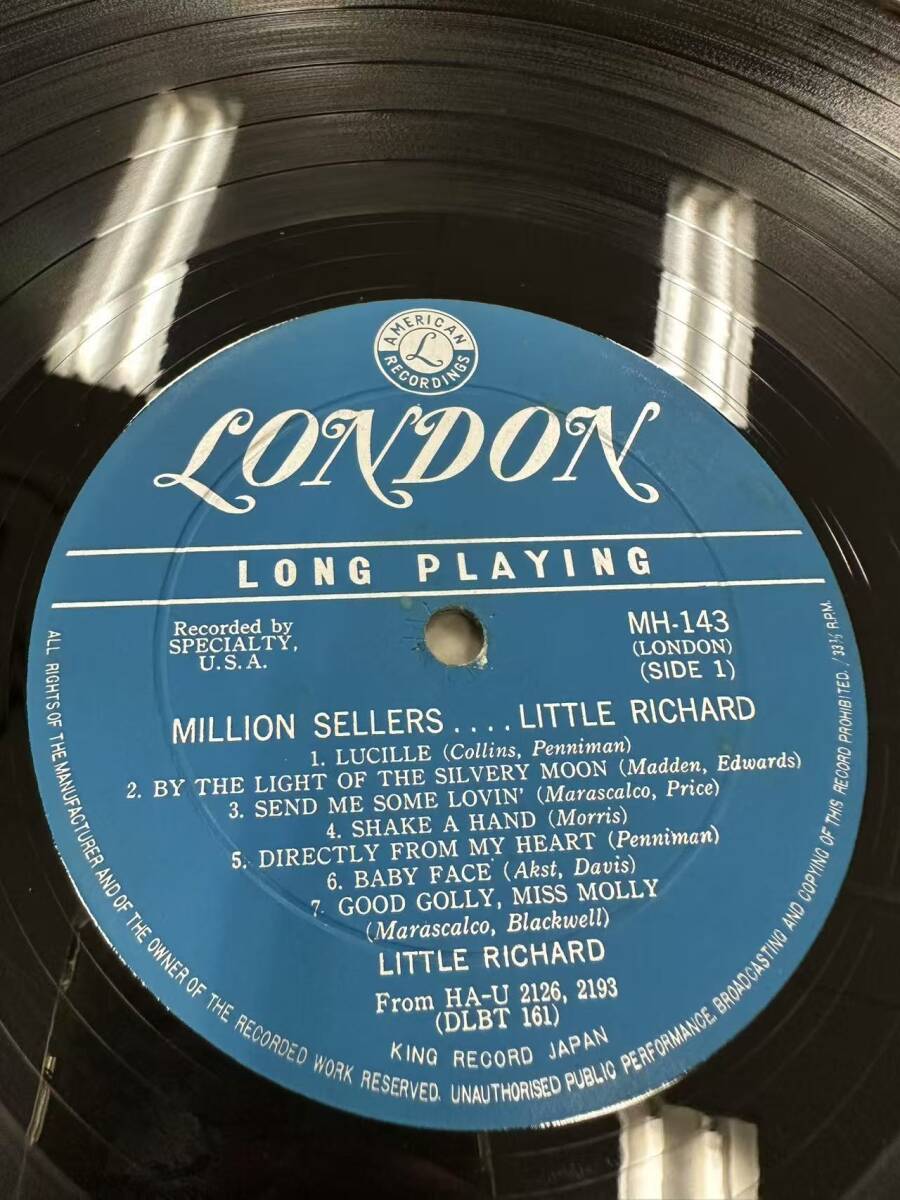 AMERICAN
L
RECORDINGS
LONDON
LONG PLAYING
Recorded by
SPECIALTY,
U.S.A.
MH-143
(LONDON)
(SIDE 1)
MILLION SELLERS . . . . LITTLE RICHARD
1. LUCILLE (Collins, Penniman)
2. BY THE LIGHT OF THE SILVERY MOON (Madden, Edwards)
3. SEND ME SOME LOVIN' (Marascalco, Price)
4. SHAKE A HAND (Morris)
5. DIRECTLY FROM MY HEART (Penniman)
6. BABY FACE (Akst, Davis)
7. GOOD GOLLY, MISS MOLLY
(Marascalco, Blackwell)
LITTLE RICHARD
From HA-U 2126, 2193
(DLBT 161)
KING RECORD JAPAN
ALL RIGHTS OF THE MANUFACTURER AND OF THE OWNER OF THE RECORDED WORK RESERVED. UNAUTHORISED PUBLIC PERFORMANCE, BROADCASTING AND COPYING OF THIS RECORD PROHIBITED. / 33⅓ R.P.M.